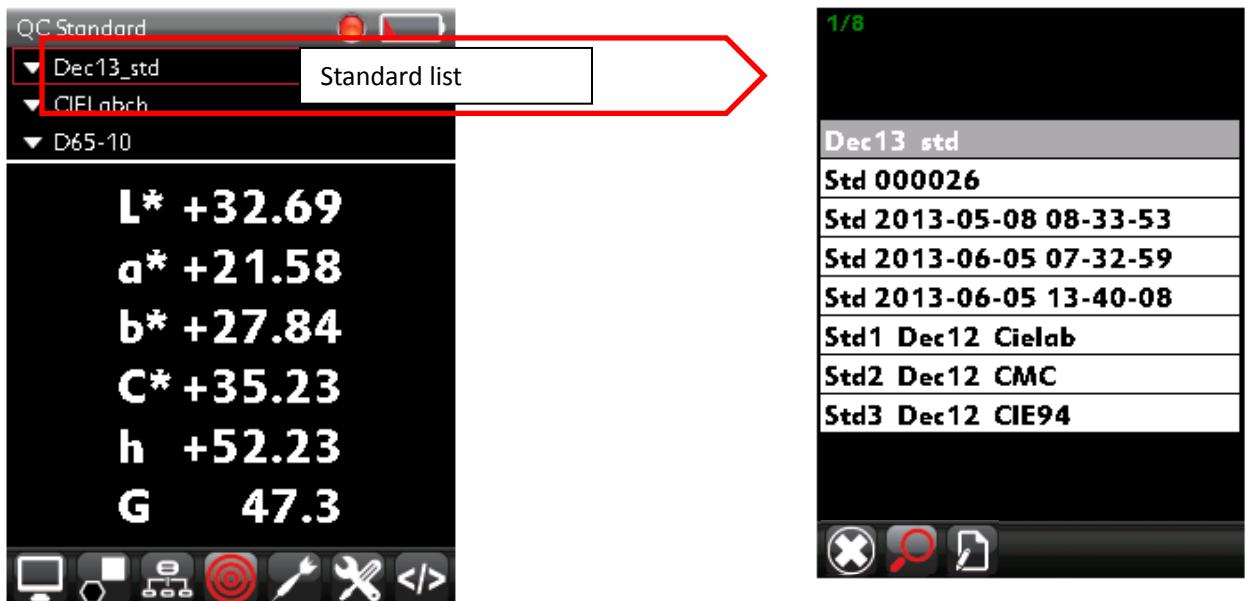 QC Standard
Dec13_std
Standard list
CIELabch
D65-10
L* +32.69
a* +21.58
b* +27.84
C* +35.23
h +52.23
G 47.3
</>
1/8
Dec13 std
Std 000026
Std 2013-05-08 08-33-53
Std 2013-06-05 07-32-59
Std 2013-06-05 13-40-08
Std1 Dec12 Cielab
Std2 Dec12 CMC
Std3 Dec12 CIE94